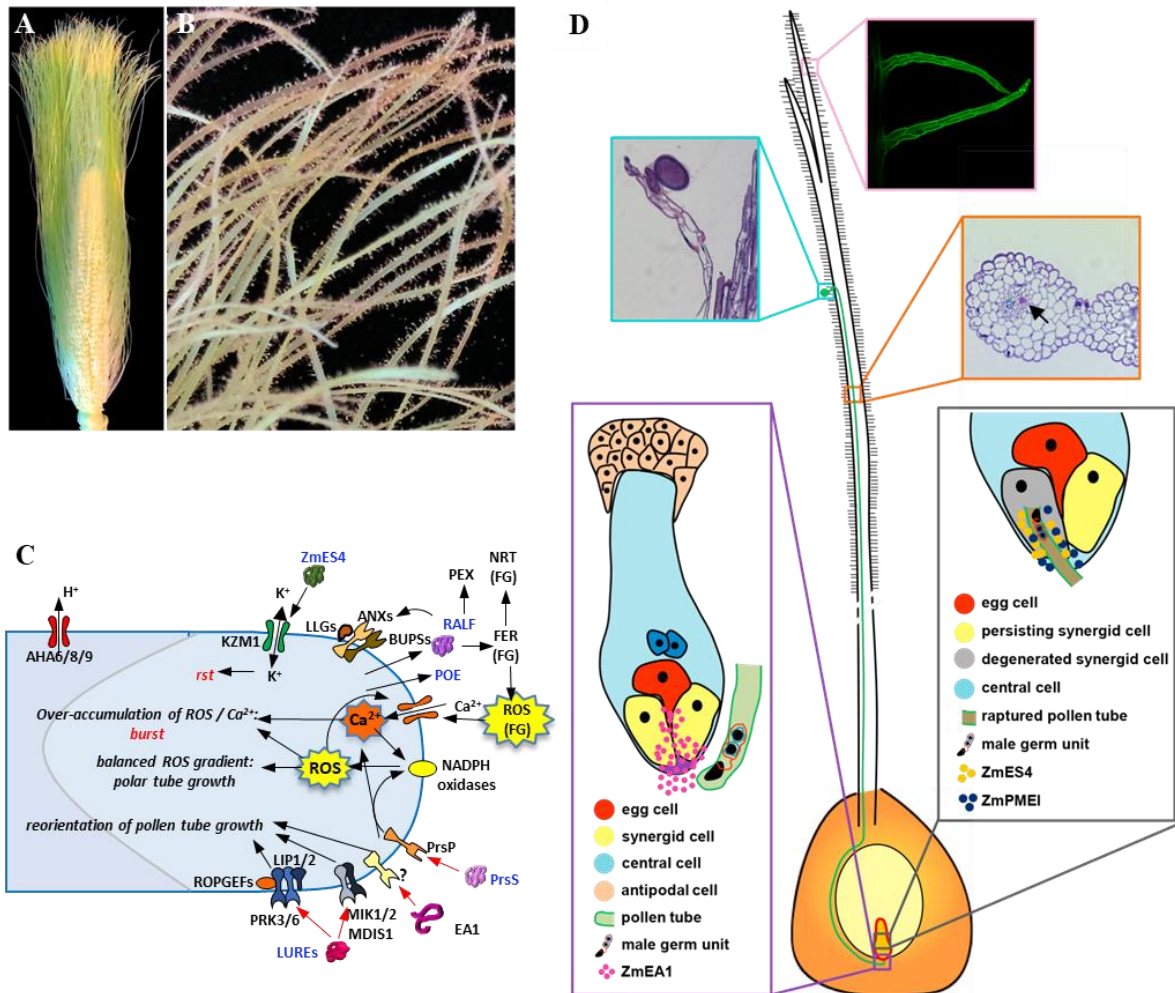 A
B
C
ZmES4
H⁺
K⁺
AHA6/8/9
KZM1
K⁺
rst
LLGs
ANXs
BUPSs
PEX
NRT
(FG)
RALF
FER
(FG)
POE
Ca²⁺
Ca²⁺
ROS
(FG)
Over-accumulation of ROS / Ca²⁺:
burst
ROS
NADPH
oxidases
balanced ROS gradient:
polar tube growth
reorientation of pollen tube growth
PrsP
PrsS
LIP1/2
ROPGEFs
PRK3/6
MIK1/2
MDIS1
?
EA1
LUREs
D
egg cell
synergid cell
central cell
antipodal cell
pollen tube
male germ unit
ZmEA1
egg cell
persisting synergid cell
degenerated synergid cell
central cell
raptured pollen tube
male germ unit
ZmES4
ZmPMEI